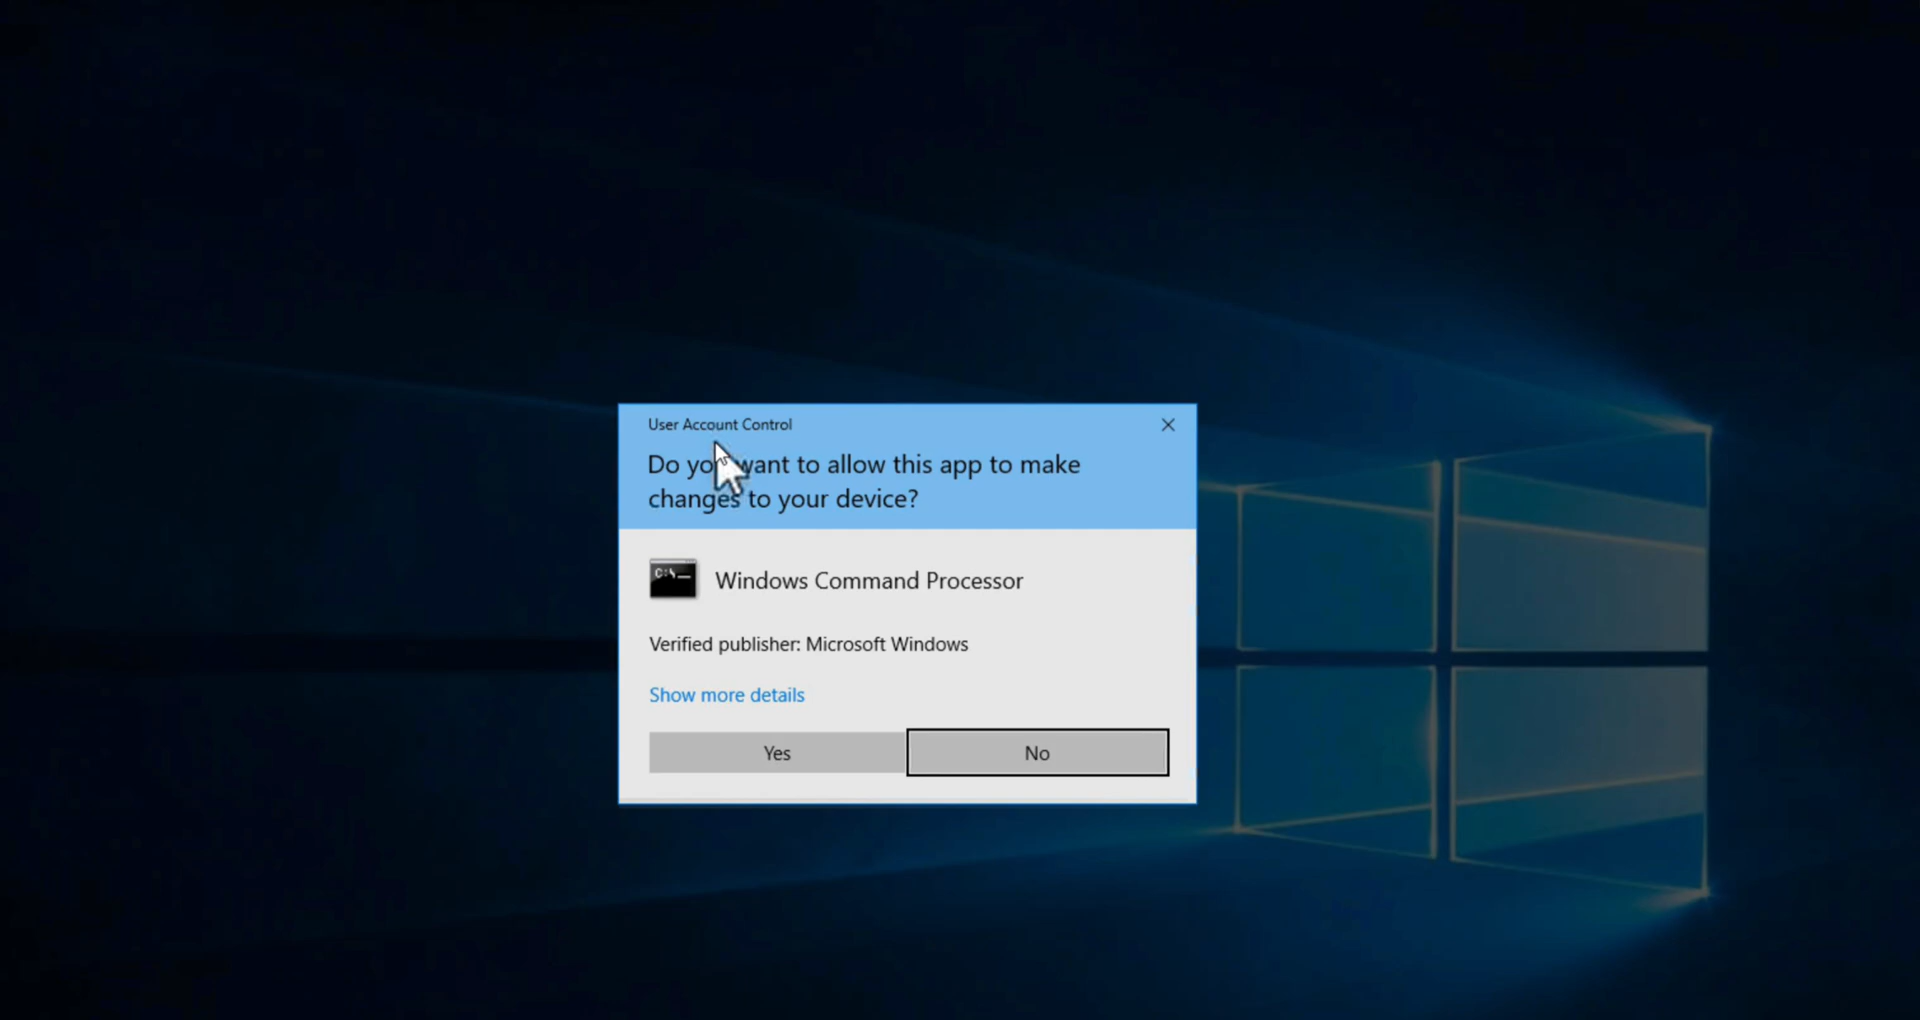 User Account Control
Do you want to allow this app to make
changes to your device?
C:\_
Windows Command Processor
Verified publisher: Microsoft Windows
Show more details
Yes
No